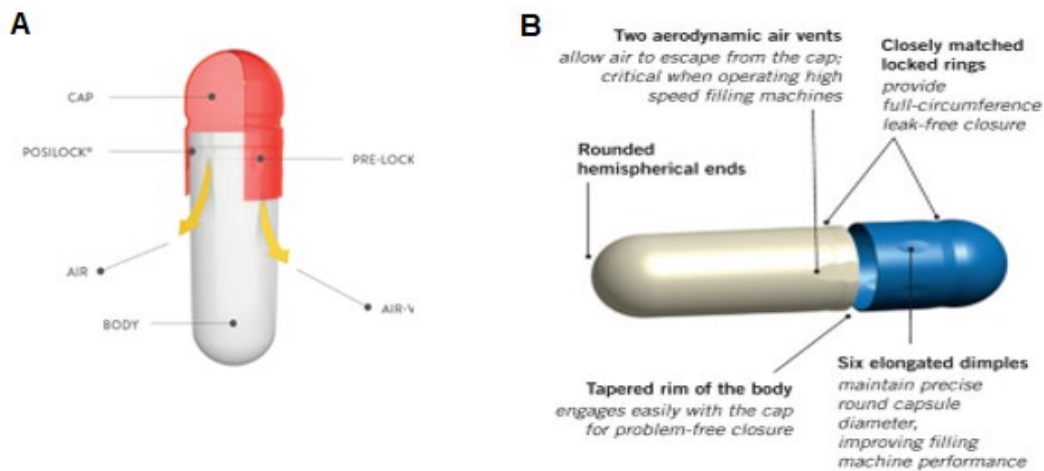 A
CAP
POSILOCK®
PRE-LOCK
AIR
AIR-V
BODY
B
Two aerodynamic air vents
allow air to escape from the cap;
critical when operating high
speed filling machines
Closely matched
locked rings
provide
full-circumference
leak-free closure
Rounded
hemispherical ends
Tapered rim of the body
engages easily with the cap
for problem-free closure
Six elongated dimples
maintain precise
round capsule
diameter,
improving filling
machine performance